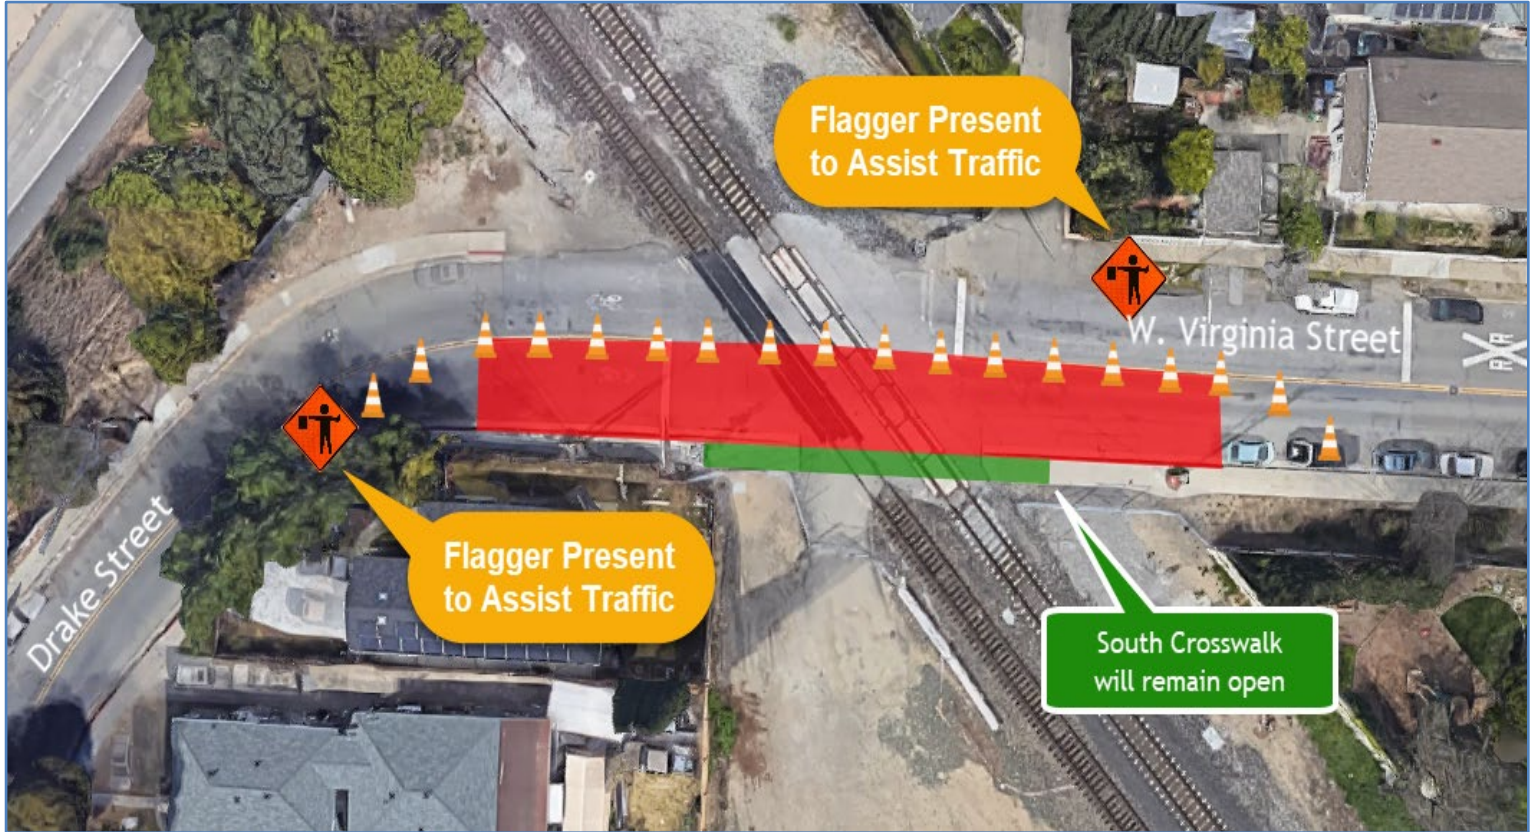 Flagger Present
to Assist Traffic
W. Virginia Street
R R
Flagger Present
to Assist Traffic
Drake Street
South Crosswalk
will remain open